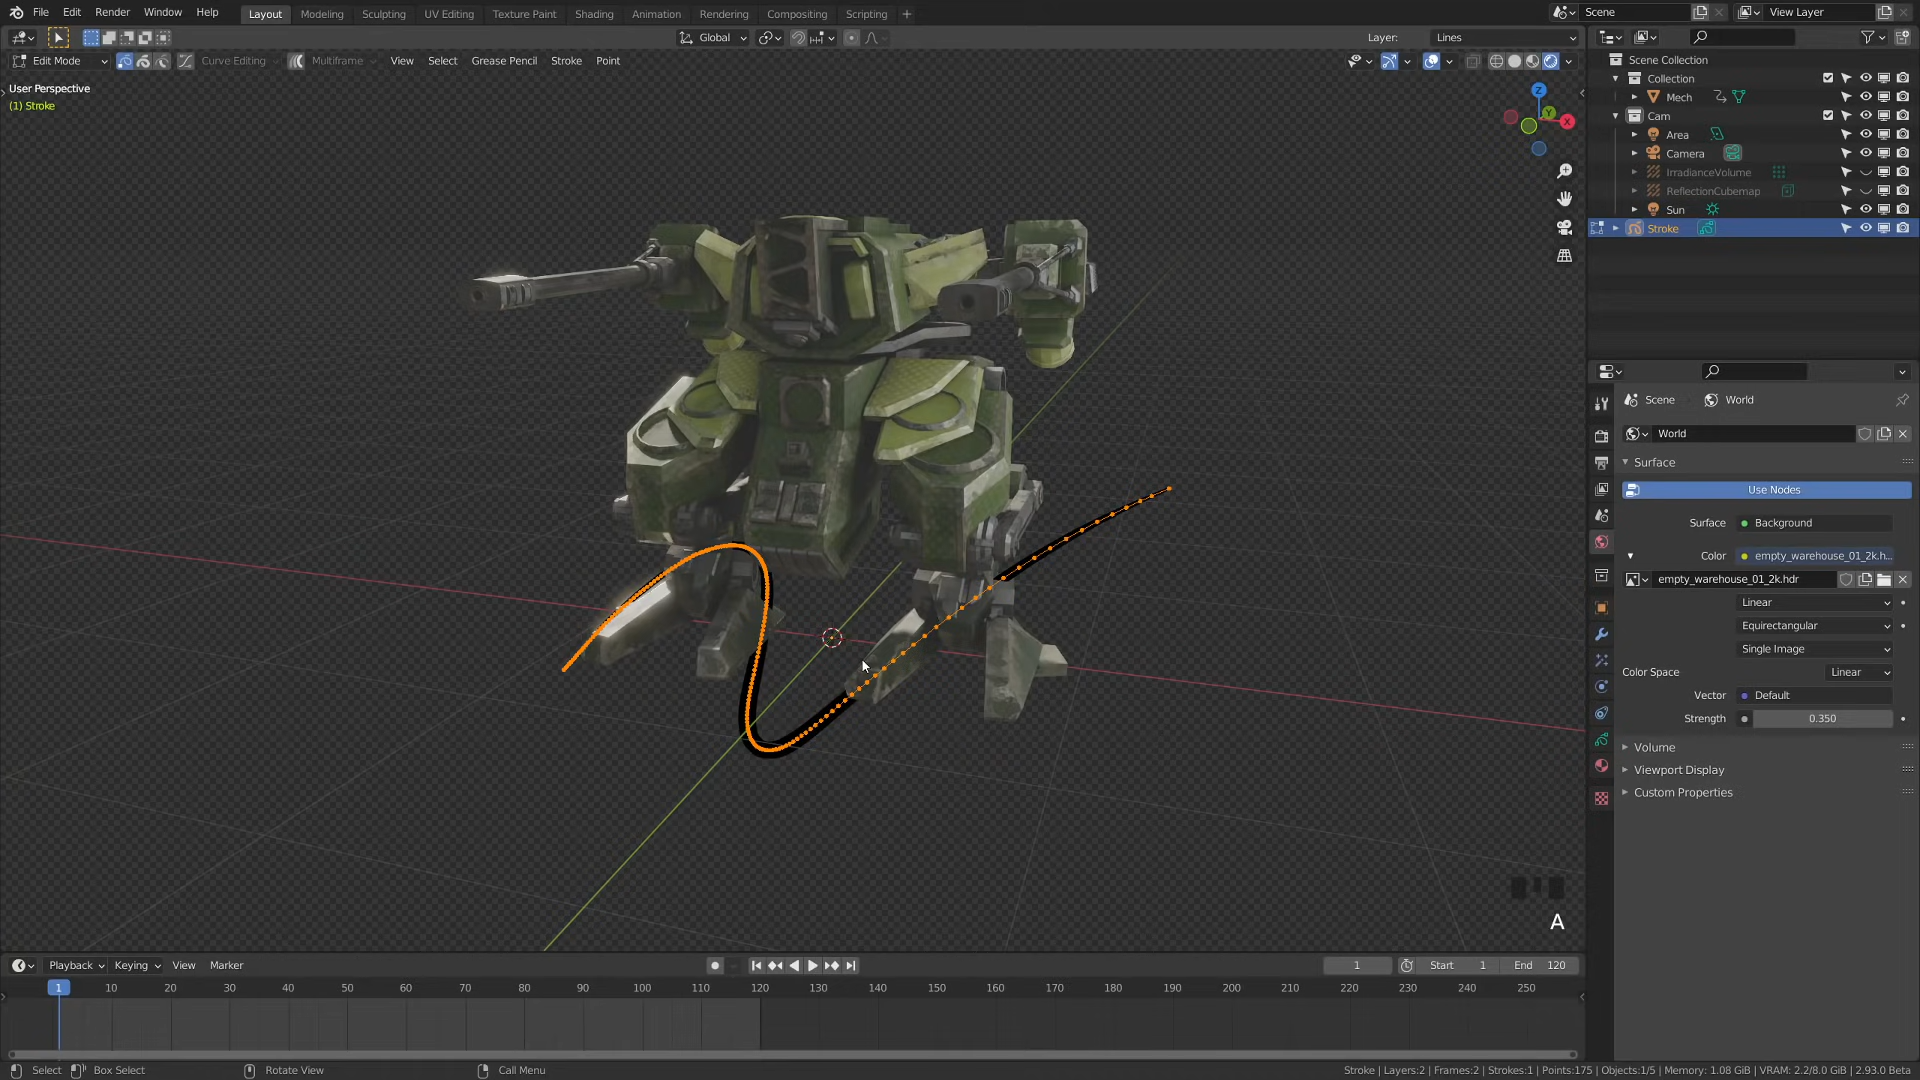 File Edit Render Window Help Layout Modeling Sculpting UV Editing Texture Paint Shading Animation Rendering Compositing Scripting + Scene View Layer
Global Layer: Lines
Edit Mode Curve Editing Multiframe View Select Grease Pencil Stroke Point
User Perspective
(1) Stroke
Z
Y
X
Scene Collection
Collection
Mech
Cam
Area
Camera
IrradianceVolume
ReflectionCubemap
Sun
Stroke
Scene World
World
Surface
Use Nodes
Surface Background
Color empty_warehouse_01_2k.h...
empty_warehouse_01_2k.hdr
Linear
Equirectangular
Single Image
Color Space Linear
Vector Default
Strength 0.350
Volume
Viewport Display
Custom Properties
A
Playback Keying View Marker 1 Start 1 End 120
1 10 20 30 40 50 60 70 80 90 100 110 120 130 140 150 160 170 180 190 200 210 220 230 240 250
Select Box Select Rotate View Call Menu Stroke | Layers:2 | Frames:2 | Strokes:1 | Points:175 | Objects:1/5 | Memory: 1.08 GiB | VRAM: 2.2/8.0 GiB | 2.93.0 Beta